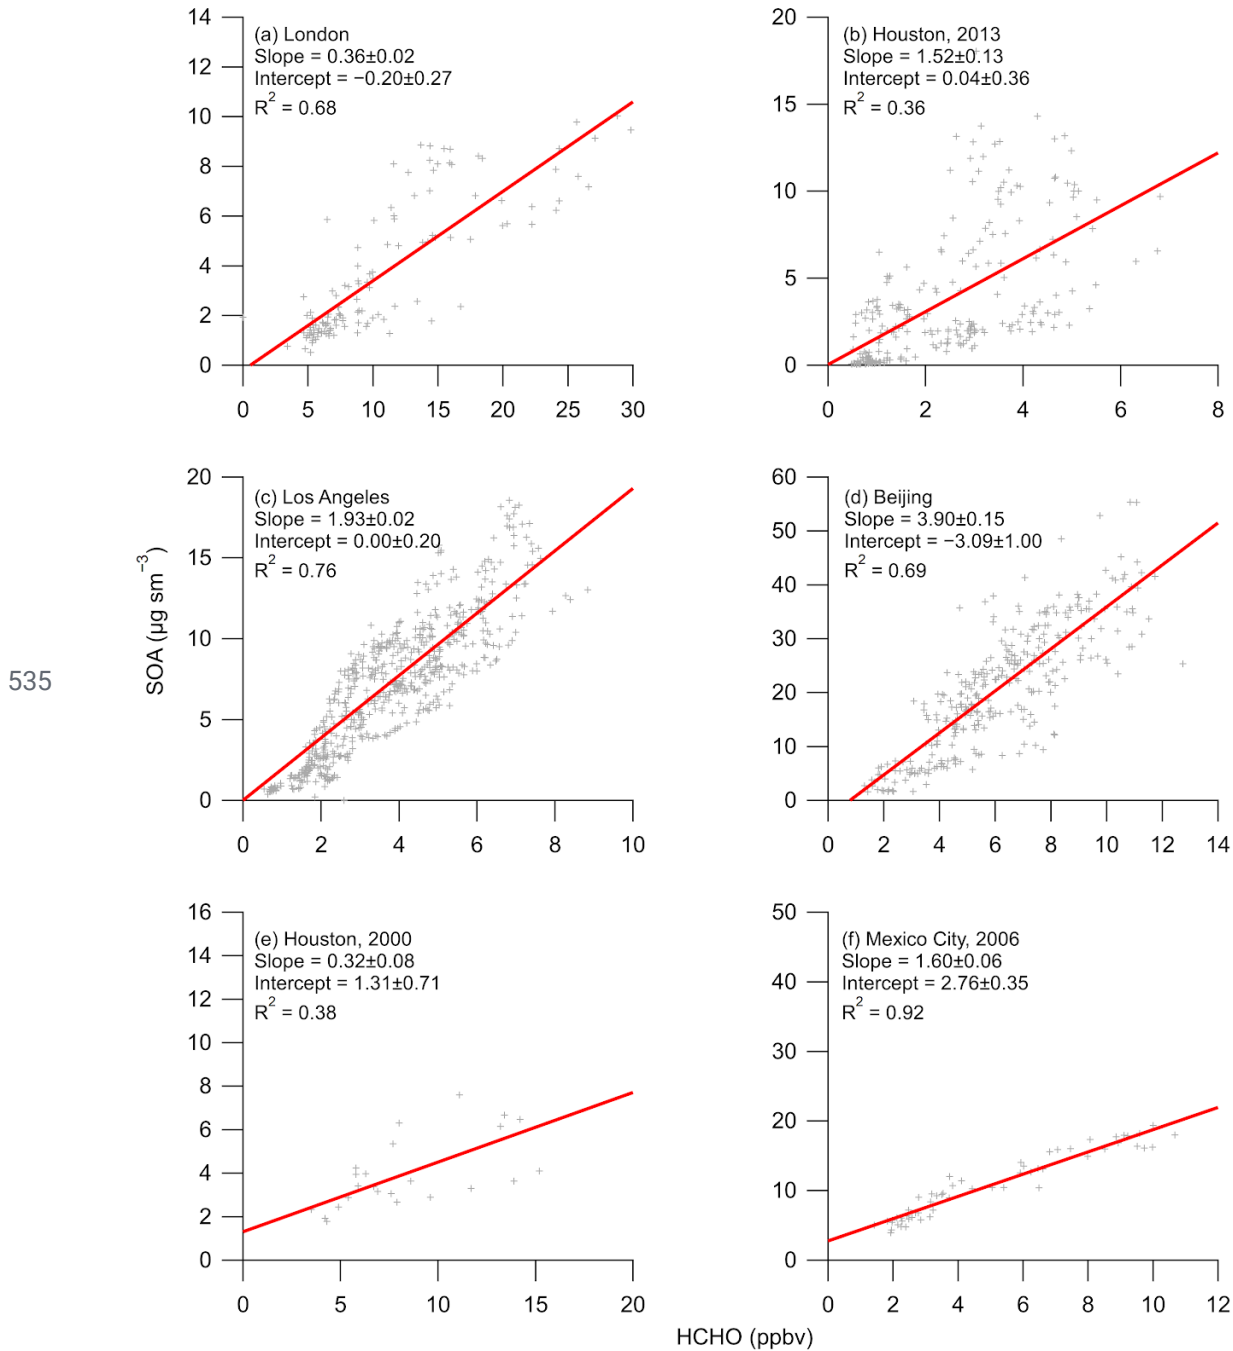 (a) London
Slope = 0.36±0.02
Intercept = −0.20±0.27
R² = 0.68
14
12
10
8
6
4
2
0
0 5 10 15 20 25 30
(b) Houston, 2013
Slope = 1.52±0.13
Intercept = 0.04±0.36
R² = 0.36
20
15
10
5
0
0 2 4 6 8
(c) Los Angeles
Slope = 1.93±0.02
Intercept = 0.00±0.20
R² = 0.76
20
15
10
5
0
0 2 4 6 8 10
(d) Beijing
Slope = 3.90±0.15
Intercept = −3.09±1.00
R² = 0.69
60
50
40
30
20
10
0
0 2 4 6 8 10 12 14
SOA (μg sm⁻³)
535
(e) Houston, 2000
Slope = 0.32±0.08
Intercept = 1.31±0.71
R² = 0.38
16
14
12
10
8
6
4
2
0
0 5 10 15 20
(f) Mexico City, 2006
Slope = 1.60±0.06
Intercept = 2.76±0.35
R² = 0.92
50
40
30
20
10
0
0 2 4 6 8 10 12
HCHO (ppbv)